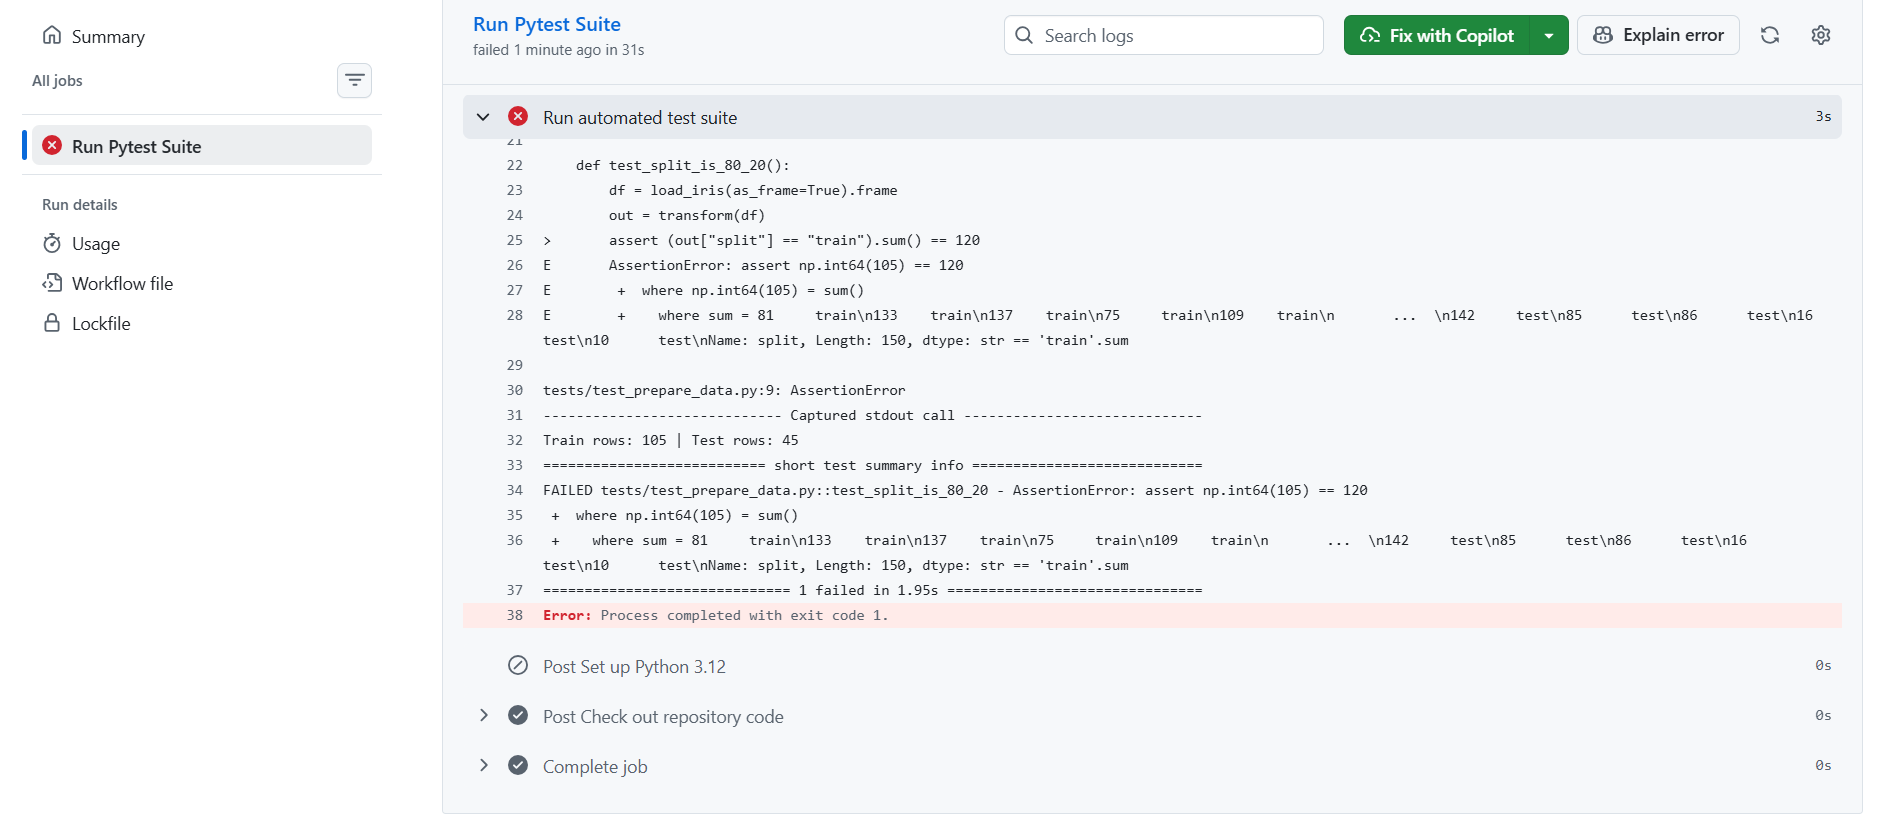 Summary
All jobs
Run Pytest Suite
Run details
Usage
Workflow file
Lockfile
Run Pytest Suite
failed 1 minute ago in 31s
Search logs
Fix with Copilot
Explain error
Run automated test suite 3s
21
22     def test_split_is_80_20():
23         df = load_iris(as_frame=True).frame
24         out = transform(df)
25 >       assert (out["split"] == "train").sum() == 120
26 E       AssertionError: assert np.int64(105) == 120
27 E        +  where np.int64(105) = sum()
28 E        +    where sum = 81     train\n133    train\n137    train\n75     train\n109    train\n       ...  \n142     test\n85      test\n86      test\n16
test\n10      test\nName: split, Length: 150, dtype: str == 'train'.sum
29
30 tests/test_prepare_data.py:9: AssertionError
31 ----------------------------- Captured stdout call -----------------------------
32 Train rows: 105 | Test rows: 45
33 =========================== short test summary info ============================
34 FAILED tests/test_prepare_data.py::test_split_is_80_20 - AssertionError: assert np.int64(105) == 120
35  +  where np.int64(105) = sum()
36  +    where sum = 81     train\n133    train\n137    train\n75     train\n109    train\n       ...  \n142     test\n85      test\n86      test\n16
test\n10      test\nName: split, Length: 150, dtype: str == 'train'.sum
37 ============================== 1 failed in 1.95s ===============================
38 Error: Process completed with exit code 1.
Post Set up Python 3.12 0s
Post Check out repository code 0s
Complete job 0s